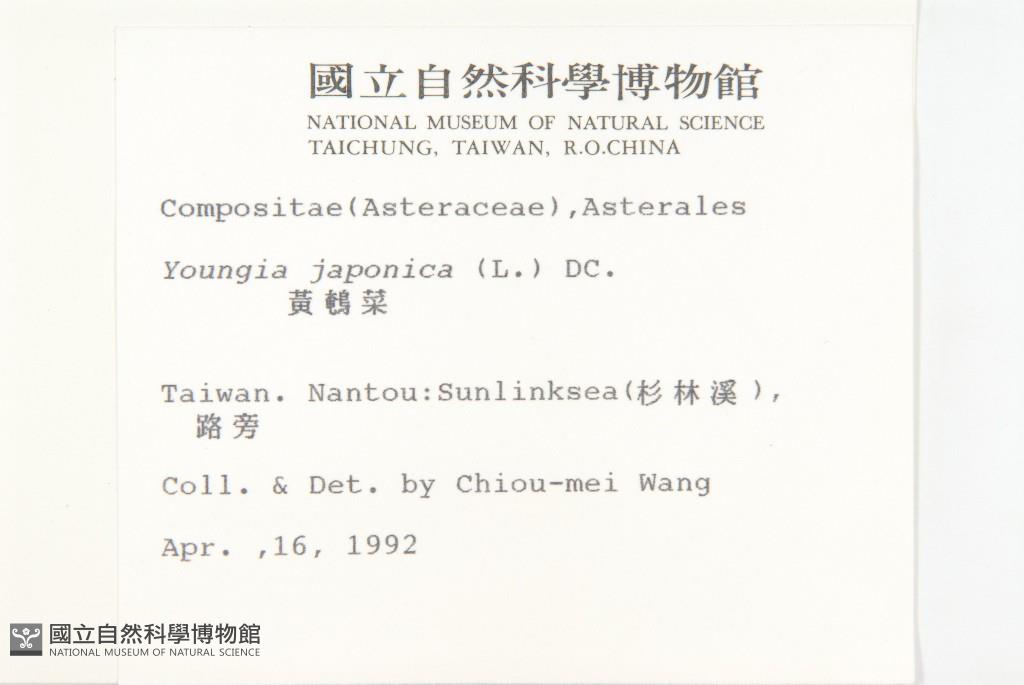 國立自然科學博物館
NATIONAL MUSEUM OF NATURAL SCIENCE
TAICHUNG, TAIWAN, R.O.CHINA
Compositae(Asteraceae),Asterales
Youngia japonica (L.) DC.
黃鵪菜
Taiwan. Nantou:Sunlinksea(杉林溪),
路旁
Coll. & Det. by Chiou-mei Wang
Apr. ,16, 1992
國立自然科學博物館
NATIONAL MUSEUM OF NATURAL SCIENCE